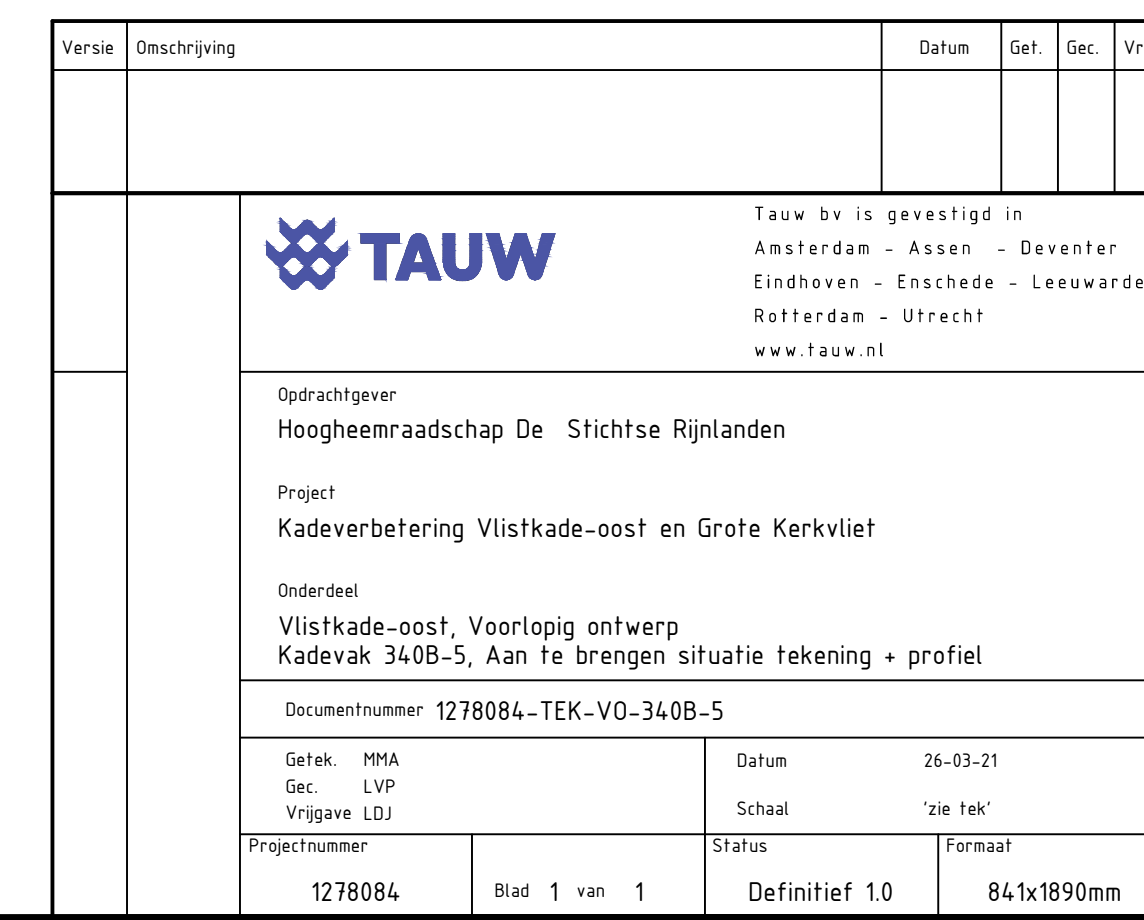 Versie Omschrijving Datum Get. Gec. Vr
TAUW
Tauw bv is gevestigd in
Amsterdam - Assen - Deventer
Eindhoven - Enschede - Leeuwarde
Rotterdam - Utrecht
www.tauw.nl
Opdrachtgever
Hoogheemraadschap De Stichtse Rijnlanden
Project
Kadeverbetering Vlistkade-oost en Grote Kerkvliet
Onderdeel
Vlistkade-oost, Voorlopig ontwerp
Kadevak 340B-5, Aan te brengen situatie tekening + profiel
Documentnummer 1278084-TEK-VO-340B-5
Getek. MMA
Gec. LVP
Vrijgave LDJ
Datum 26-03-21
Schaal 'zie tek'
Projectnummer
1278084
Blad 1 van 1
Status
Definitief 1.0
Formaat
841x1890mm